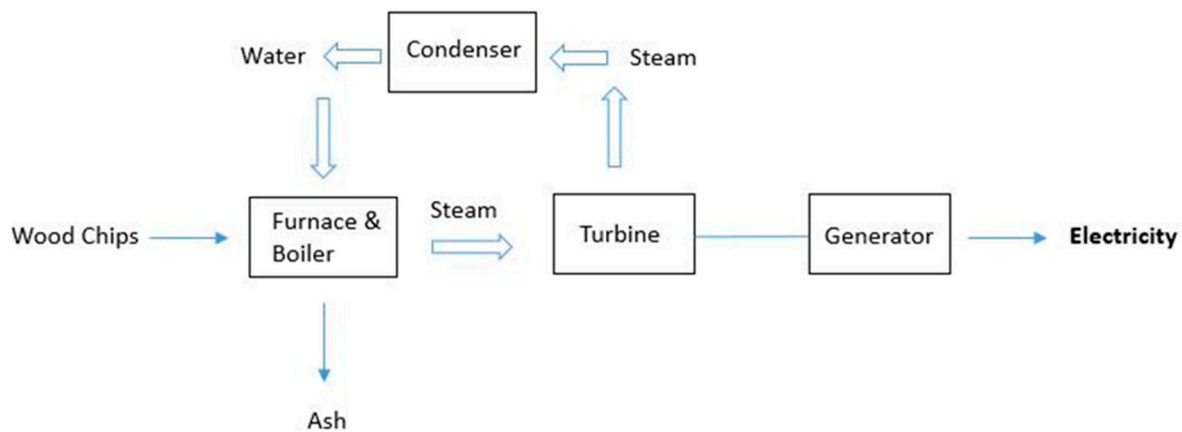 Water
Condenser
Steam
Wood Chips
Furnace &
Boiler
Steam
Turbine
Generator
Electricity
Ash